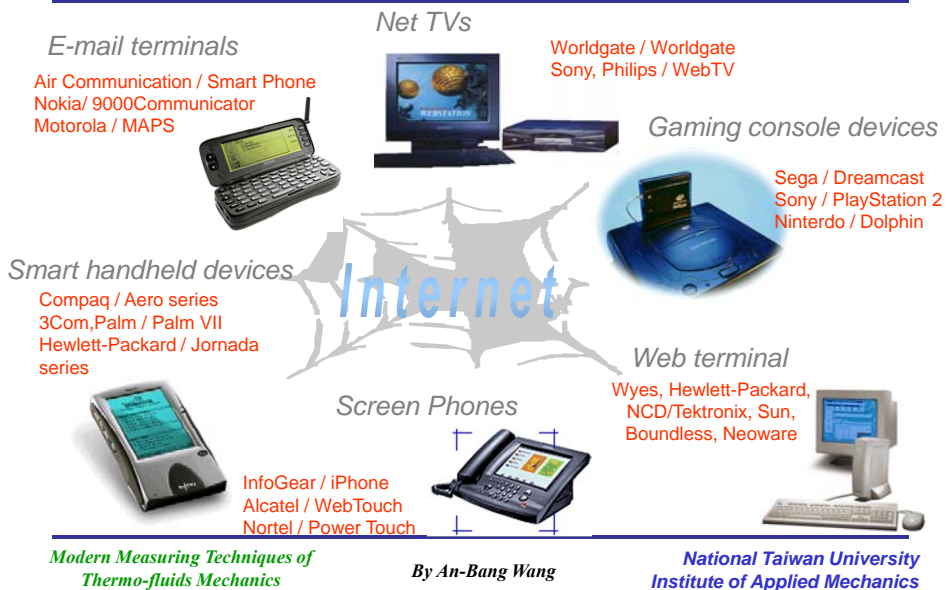 Net TVs
E-mail terminals
Worldgate / Worldgate
Sony, Philips / WebTV
Air Communication / Smart Phone
Nokia/ 9000Communicator
Motorola / MAPS
WEBSTATION
Gaming console devices
Sega / Dreamcast
Sony / PlayStation 2
Ninterdo / Dolphin
Smart handheld devices
Compaq / Aero series
3Com,Palm / Palm VII
Hewlett-Packard / Jornada
series
Internet
Web terminal
Wyes, Hewlett-Packard,
NCD/Tektronix, Sun,
Boundless, Neoware
Screen Phones
InfoGear / iPhone
Alcatel / WebTouch
Nortel / Power Touch
Modern Measuring Techniques of
Thermo-fluids Mechanics
By An-Bang Wang
National Taiwan University
Institute of Applied Mechanics